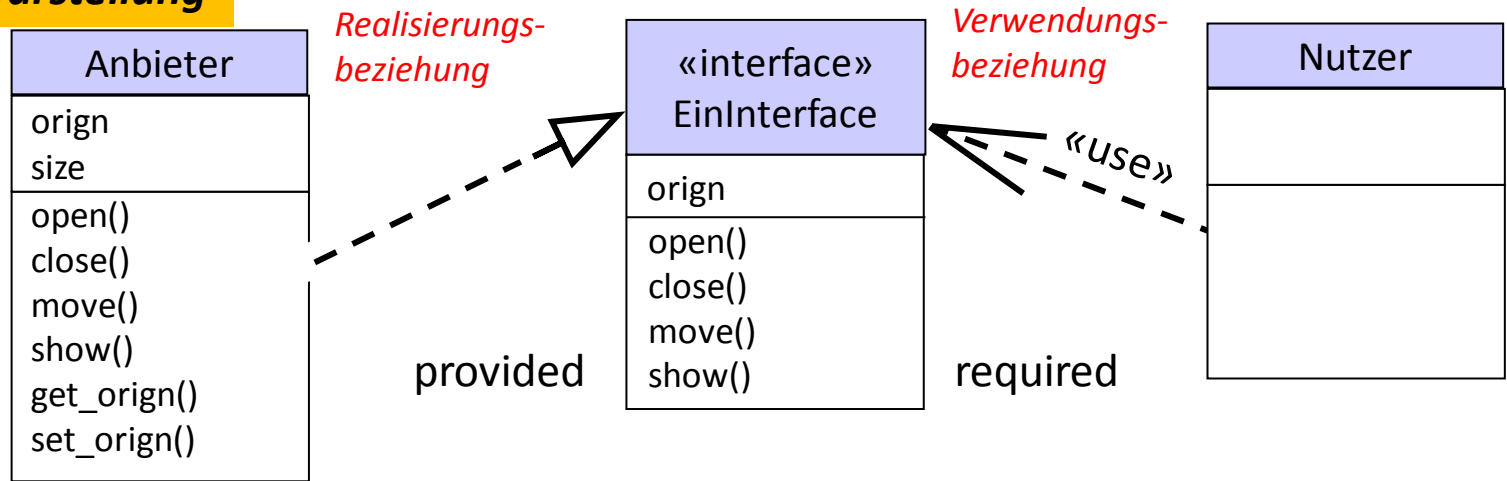 Anbieter
orign
size
open()
close()
move()
show()
get_orign()
set_orign()
Realisierungs-
beziehung
provided
«interface»
EinInterface
orign
open()
close()
move()
show()
Verwendungs-
beziehung
«use»
required
Nutzer